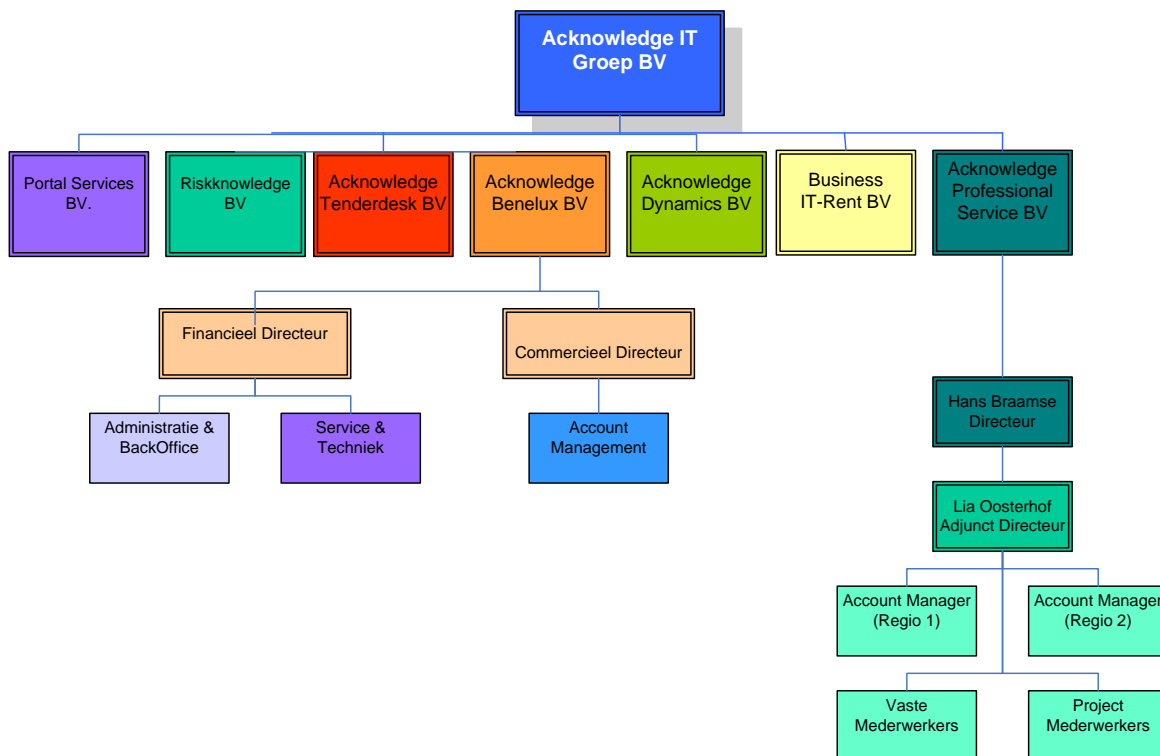 Acknowledge IT
Groep BV
Portal Services
BV.
Riskknowledge
BV
Acknowledge
Tenderdesk BV
Acknowledge
Benelux BV
Acknowledge
Dynamics BV
Business
IT-Rent BV
Acknowledge
Professional
Service BV
Financieel Directeur
Commercieel Directeur
Administratie &
BackOffice
Service &
Techniek
Account
Management
Hans Braamse
Directeur
Lia Oosterhof
Adjunct Directeur
Account Manager
(Regio 1)
Account Manager
(Regio 2)
Vaste
Mederwerkers
Project
Mederwerkers